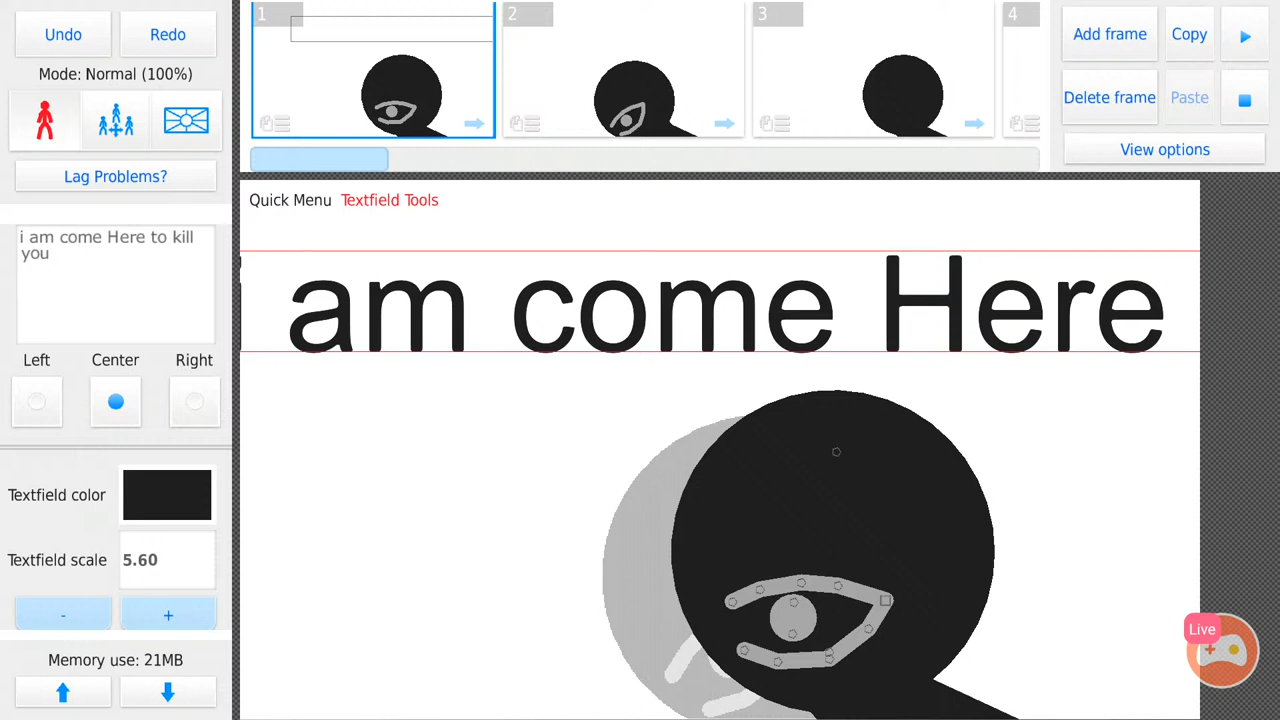 Undo
Redo
Mode: Normal (100%)
Lag Problems?
i am come Here to kill
you
Left
Center
Right
Textfield color
Textfield scale
5.60
-
+
Memory use: 21MB
1
2
3
4
Add frame
Copy
Delete frame
Paste
View options
Quick Menu
Textfield Tools
i am come Here
Live